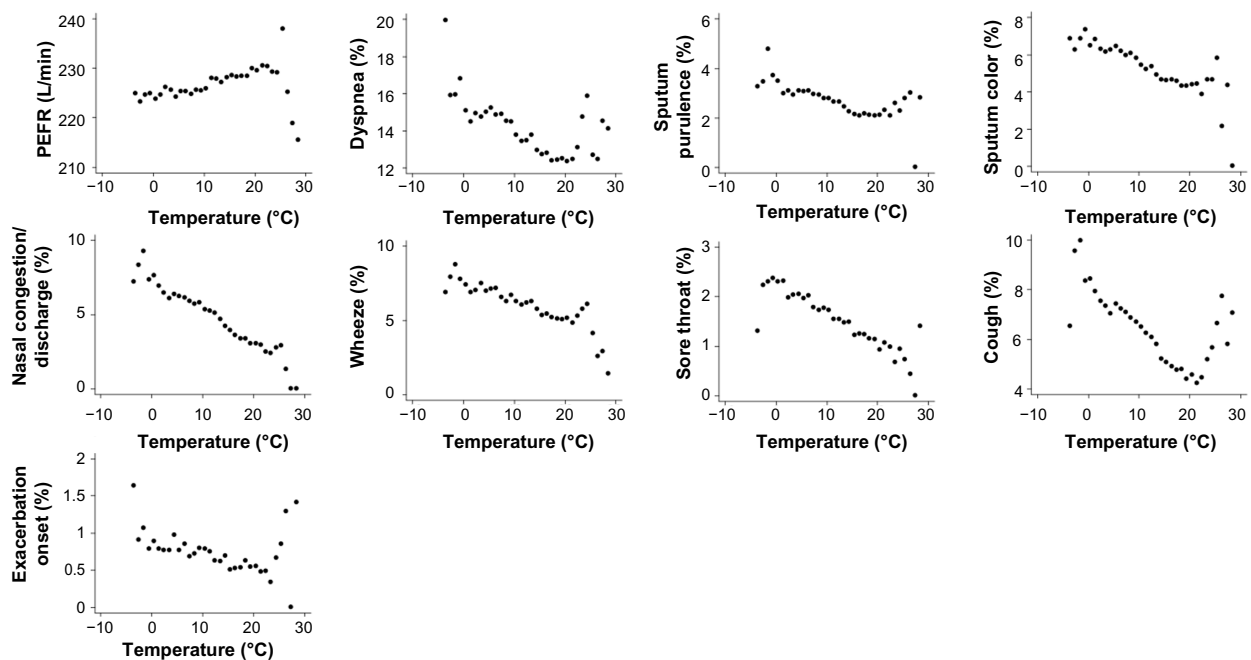 PEFR (L/min)
240
230
220
210
−10 0 10 20 30
Temperature (°C)
Dyspnea (%)
20
18
16
14
12
−10 0 10 20 30
Temperature (°C)
Sputum
purulence (%)
6
4
2
0
−10 0 10 20 30
Temperature (°C)
Sputum color (%)
8
6
4
2
0
−10 0 10 20 30
Temperature (°C)
Nasal congestion/
discharge (%)
10
5
0
−10 0 10 20 30
Temperature (°C)
Wheeze (%)
10
5
0
−10 0 10 20 30
Temperature (°C)
Sore throat (%)
3
2
1
0
−10 0 10 20 30
Temperature (°C)
Cough (%)
10
8
6
4
−10 0 10 20 30
Temperature (°C)
Exacerbation
onset (%)
2
1.5
1
0.5
0
−10 0 10 20 30
Temperature (°C)